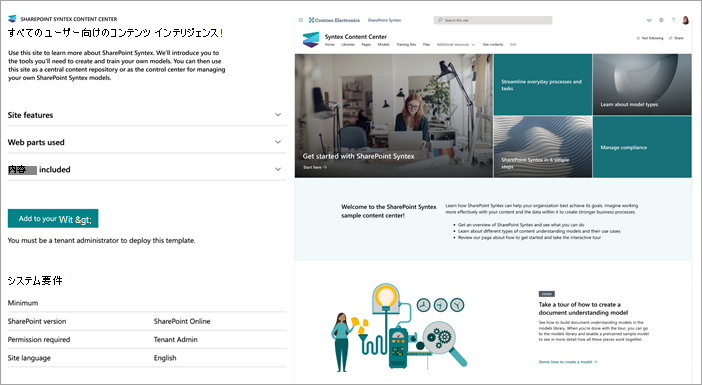 SHAREPOINT SYNTEX CONTENT CENTER
すべてのユーザー向けのコンテンツ インテリジェンス!
Use this site to learn more about SharePoint Syntex. We'll introduce you to
the tools you'll need to create and train your own models. You can then use
this site as a central content repository or as the control center for managing
your own SharePoint Syntex models.
Site features
Web parts used
内容 included
Add to your Wit &gt;
You must be a tenant administrator to deploy this template.
システム要件
Minimum
SharePoint version SharePoint Online
Permission required Tenant Admin
Site language English
Contoso Electronics SharePoint Syntex Search this site
Syntex Content Center
Home Libraries Pages Models Training files Files Additional resources Site contents Edit
Not following Share
Get started with SharePoint Syntex
Start here →
Streamline everyday processes and
tasks
Learn about model types
SharePoint Syntex in 6 simple
steps
Manage compliance
Welcome to the SharePoint Syntex
sample content center!
Learn how SharePoint Syntex can help your organization best achieve its goals. Imagine working
more effectively with your content and the data within it to create stronger business processes.
• Get an overview of SharePoint Syntex and see what you can do
• Learn about different types of content understanding models and their use cases
• Review our page about how to get started and take the interactive tour
Take a tour of how to create a
document understanding model
See how to build document understanding models in the
models library. When you're done with the tour, you can go
to the models library and enable a pretrained sample model
to see in more detail how all these pieces work together.
Demo how to create a model →